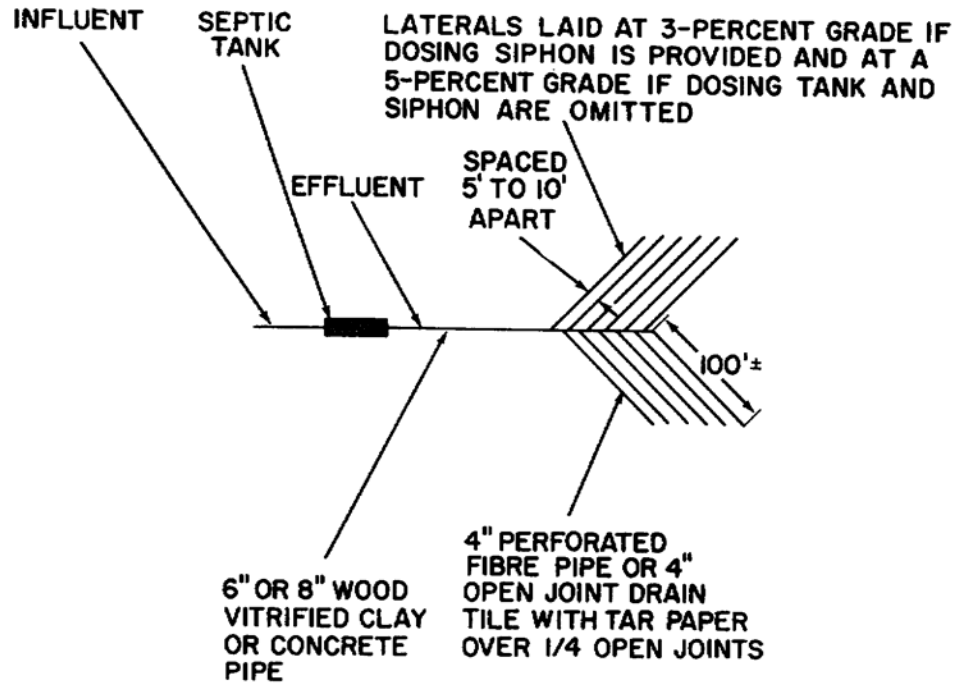 INFLUENT
SEPTIC
TANK
LATERALS LAID AT 3-PERCENT GRADE IF
DOSING SIPHON IS PROVIDED AND AT A
5-PERCENT GRADE IF DOSING TANK AND
SIPHON ARE OMITTED
EFFLUENT
SPACED
5' TO 10'
APART
100'±
6" OR 8" WOOD
VITRIFIED CLAY
OR CONCRETE
PIPE
4" PERFORATED
FIBRE PIPE OR 4"
OPEN JOINT DRAIN
TILE WITH TAR PAPER
OVER 1/4 OPEN JOINTS